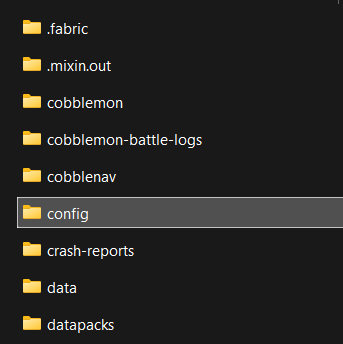 .fabric
.mixin.out
cobblemon
cobblemon-battle-logs
cobblenav
config
crash-reports
data
datapacks